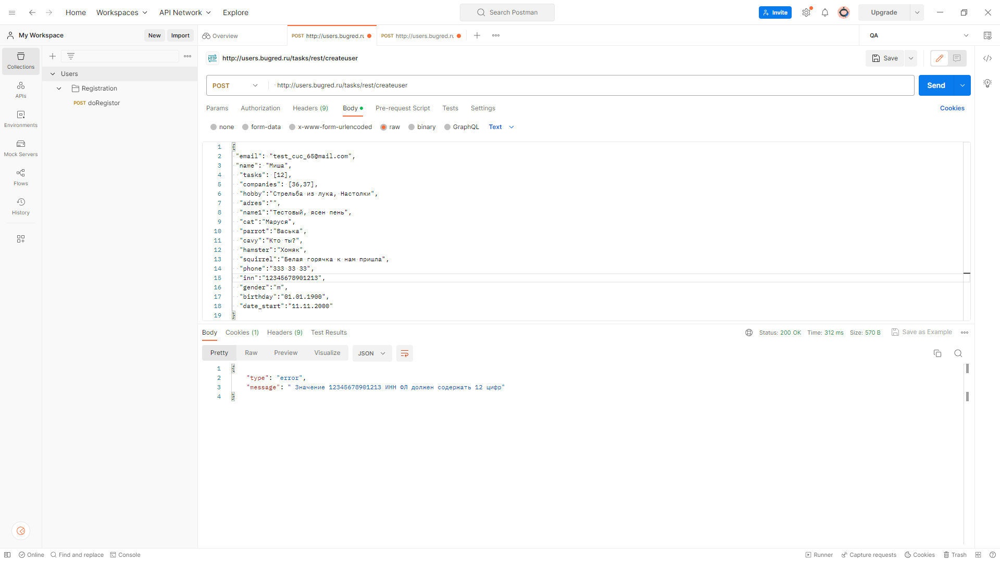 Home
Workspaces
API Network
Explore
Search Postman
Invite
Upgrade
My Workspace
New
Import
Overview
POST http://users.bugred.ru
POST http://users.bugred.ru
QA
Collections
APIs
Environments
Mock Servers
Flows
History
Users
Registration
POST doRegistor
HTTP
http://users.bugred.ru/tasks/rest/createuser
Save
POST
http://users.bugred.ru/tasks/rest/createuser
Send
Params
Authorization
Headers (9)
Body
Pre-request Script
Tests
Settings
Cookies
none
form-data
x-www-form-urlencoded
raw
binary
GraphQL
Text
1 {
2 "email": "test_cuc_65@mail.com",
3 "name": "Миша",
4 "tasks": [12],
5 "companies": [36,37],
6 "hobby":"Стрельба из лука, Настолки",
7 "adres":"",
8 "name1":"Тестовый, ясен пень",
9 "cat":"Маруся",
10 "parrot":"Васька",
11 "cavy":"Кто ты?",
12 "hamster":"Хомяк",
13 "squirrel":"Белая горячка к нам пришла",
14 "phone":"333 33 33",
15 "inn":"12345678901213",
16 "gender":"m",
17 "birthday":"01.01.1900",
18 "date_start":"11.11.2000"
19 }
Body
Cookies (1)
Headers (9)
Test Results
Status: 200 OK
Time: 312 ms
Size: 570 B
Save as Example
Pretty
Raw
Preview
Visualize
JSON
1 {
2 "type": "error",
3 "message": " Значение 12345678901213 ИНН ФЛ должен содержать 12 цифр"
4 }
Online
Find and replace
Console
Runner
Capture requests
Cookies
Trash